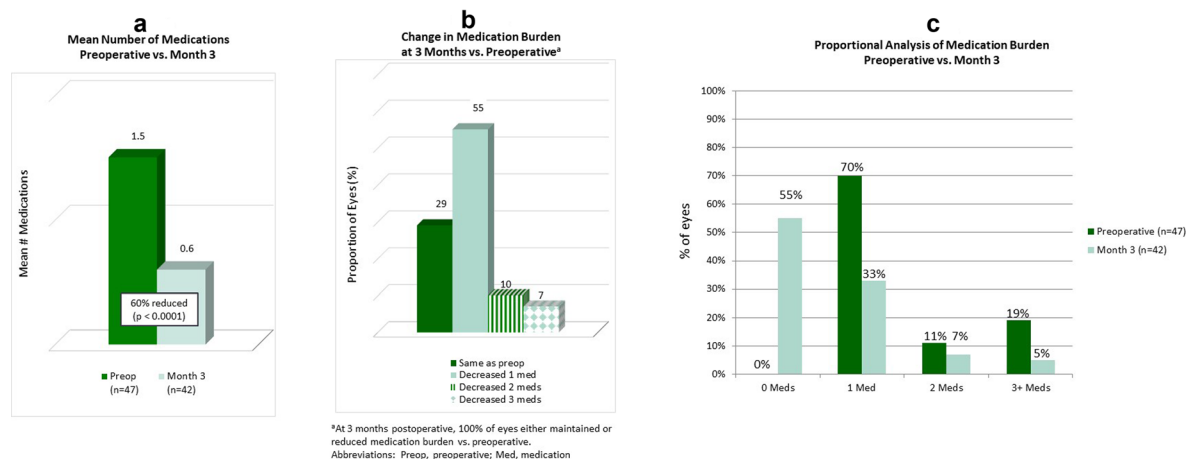 a
Mean Number of Medications
Preoperative vs. Month 3
Mean # Medications
1.5
0.6
60% reduced
(p < 0.0001)
Preop
(n=47)
Month 3
(n=42)
b
Change in Medication Burden
at 3 Months vs. Preoperativeᵃ
Proportion of Eyes (%)
29
55
10
7
Same as preop
Decreased 1 med
Decreased 2 meds
Decreased 3 meds
ᵃAt 3 months postoperative, 100% of eyes either maintained or
reduced medication burden vs. preoperative.
Abbreviations: Preop, preoperative; Med, medication
c
Proportional Analysis of Medication Burden
Preoperative vs. Month 3
% of eyes
100%
90%
80%
70%
60%
50%
40%
30%
20%
10%
0%
55%
70%
33%
11%
7%
19%
5%
0 Meds
1 Med
2 Meds
3+ Meds
Preoperative (n=47)
Month 3 (n=42)